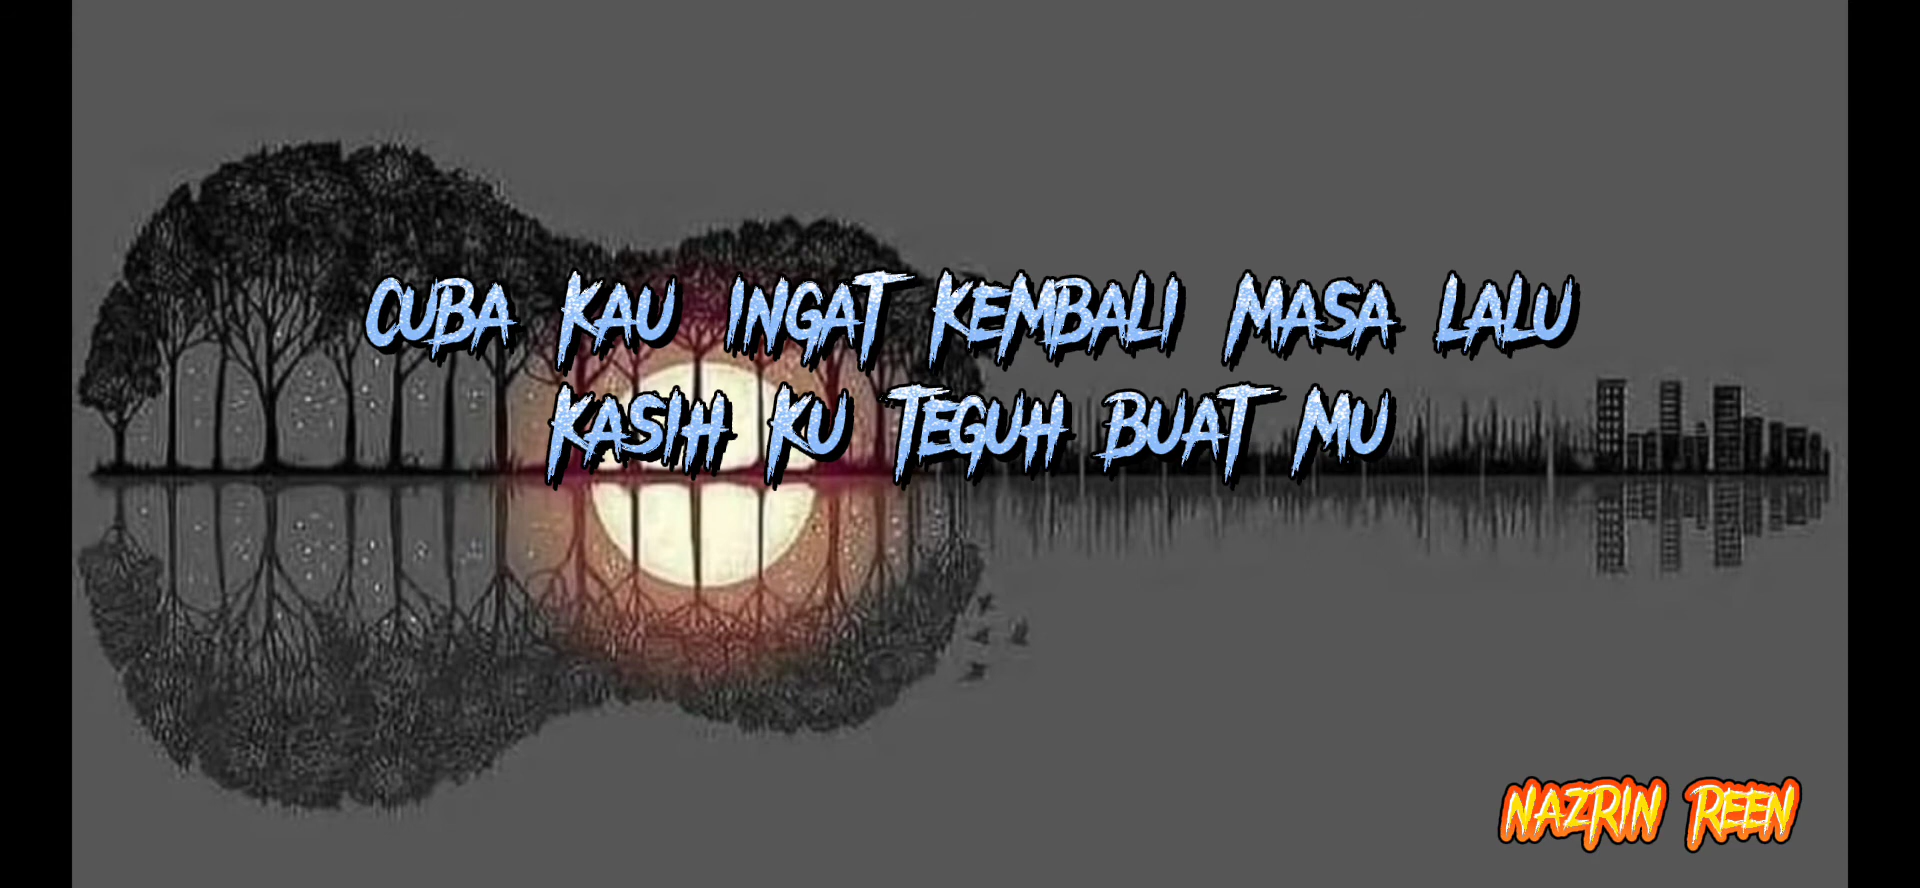 CUBA KAU INGAT KEMBALI MASA LALU
KASIH KU TEGUH BUAT MU
NAZRIN REEN